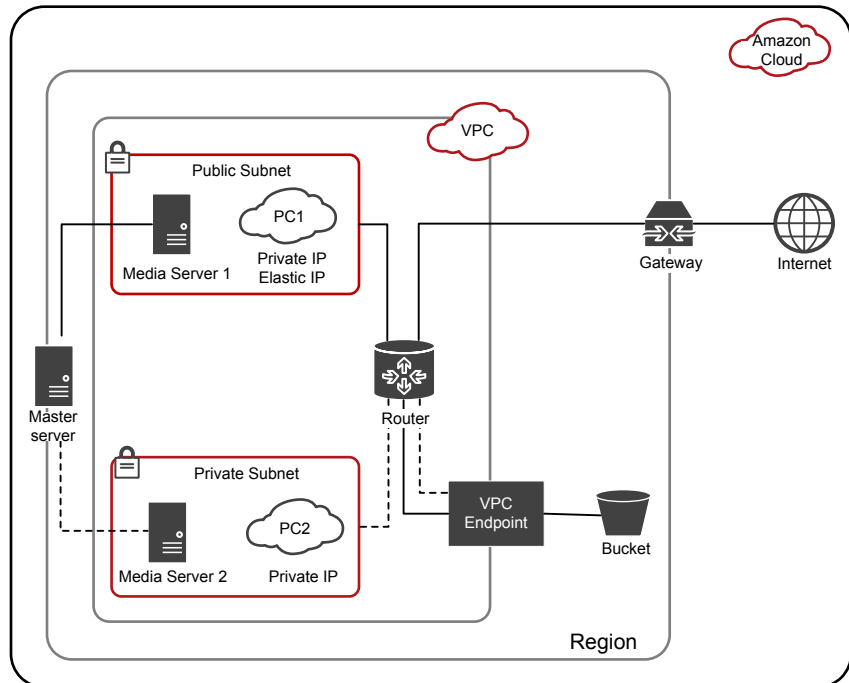 Amazon
Cloud
VPC
Public Subnet
PC1
Media Server 1
Private IP
Elastic IP
Gateway
Internet
Master
server
Router
Private Subnet
PC2
Media Server 2
Private IP
VPC
Endpoint
Bucket
Region